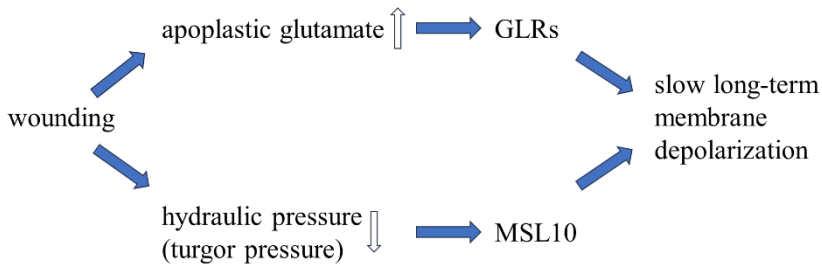 apoplastic glutamate
GLRs
wounding
slow long-term
membrane
depolarization
hydraulic pressure
(turgor pressure)
MSL10